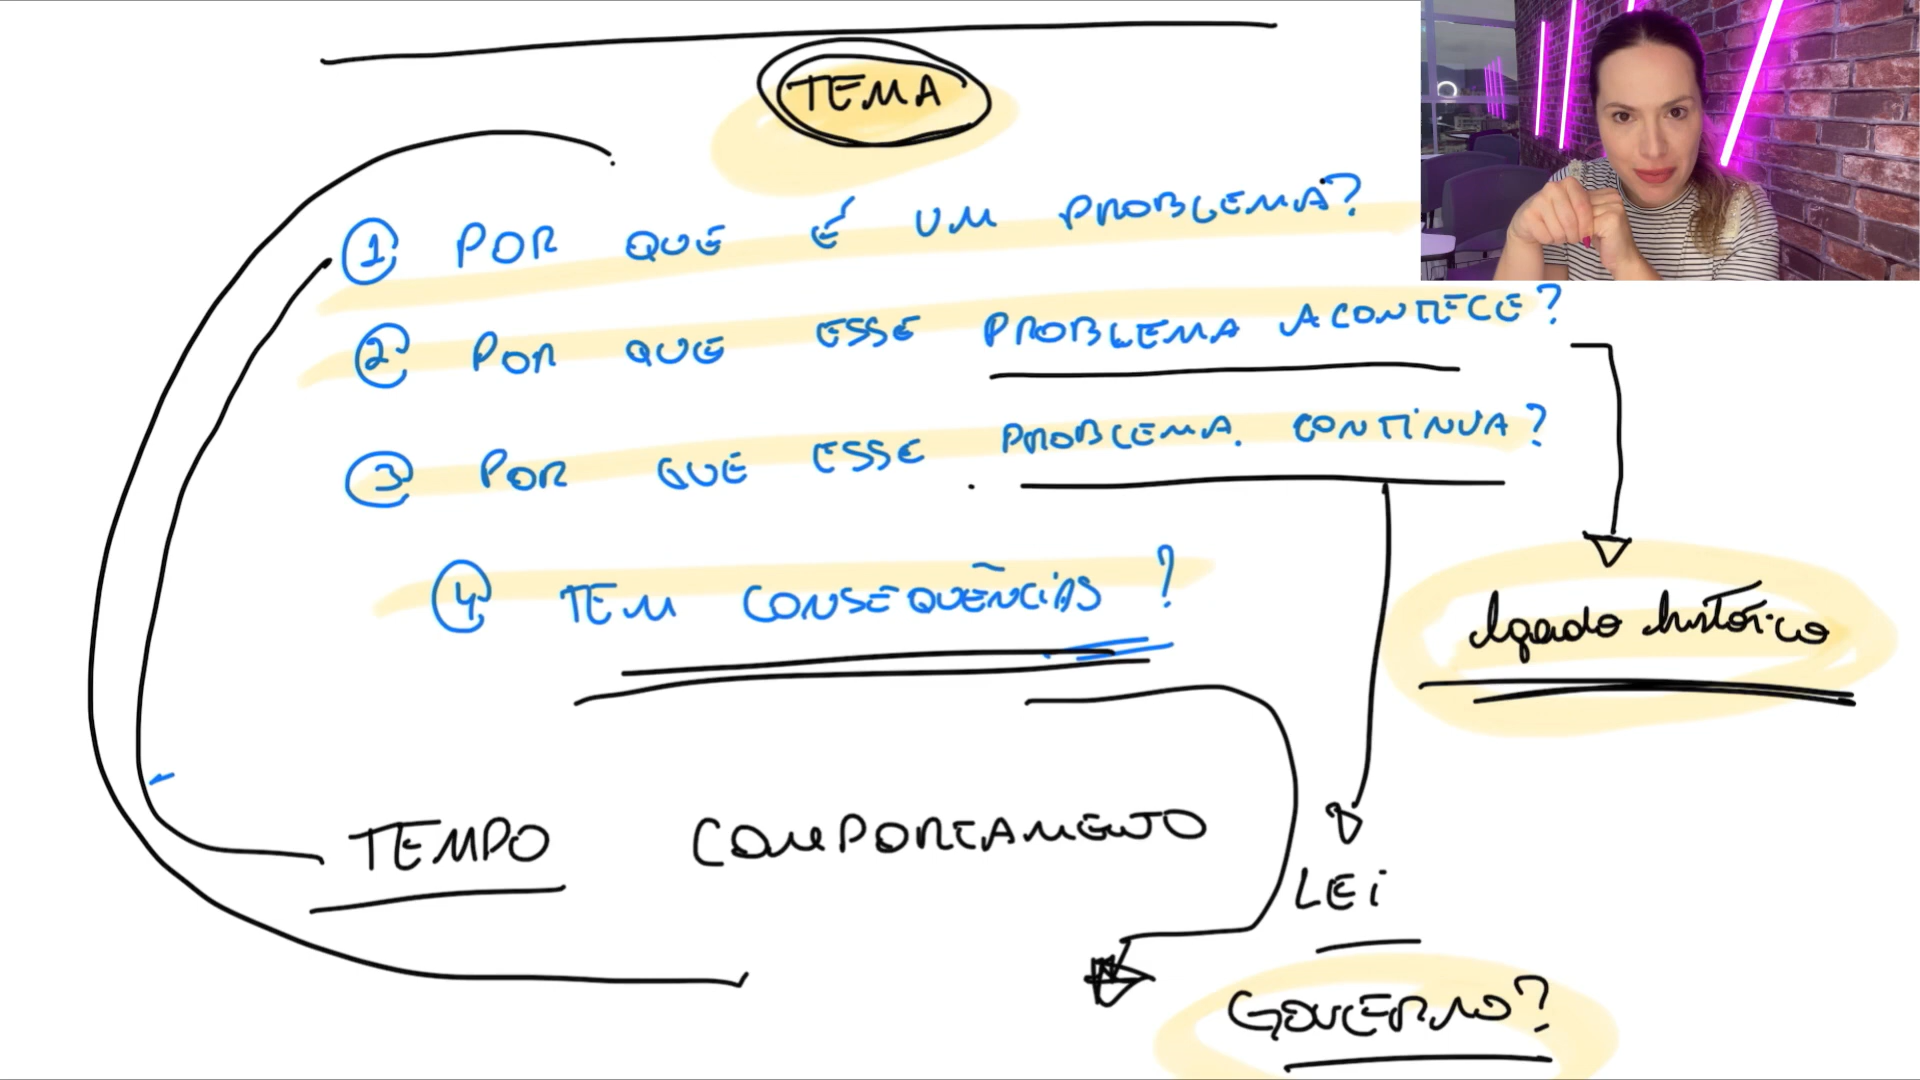 TEMA
1 POR QUE É UM PROBLEMA?
2 POR QUE ESSE PROBLEMA ACONTECE?
3 POR QUE ESSE PROBLEMA CONTINUA?
4 TEM CONSEQUÊNCIAS?
legado histórico
TEMPO COMPORTAMENTO
LEI
GOVERNO?